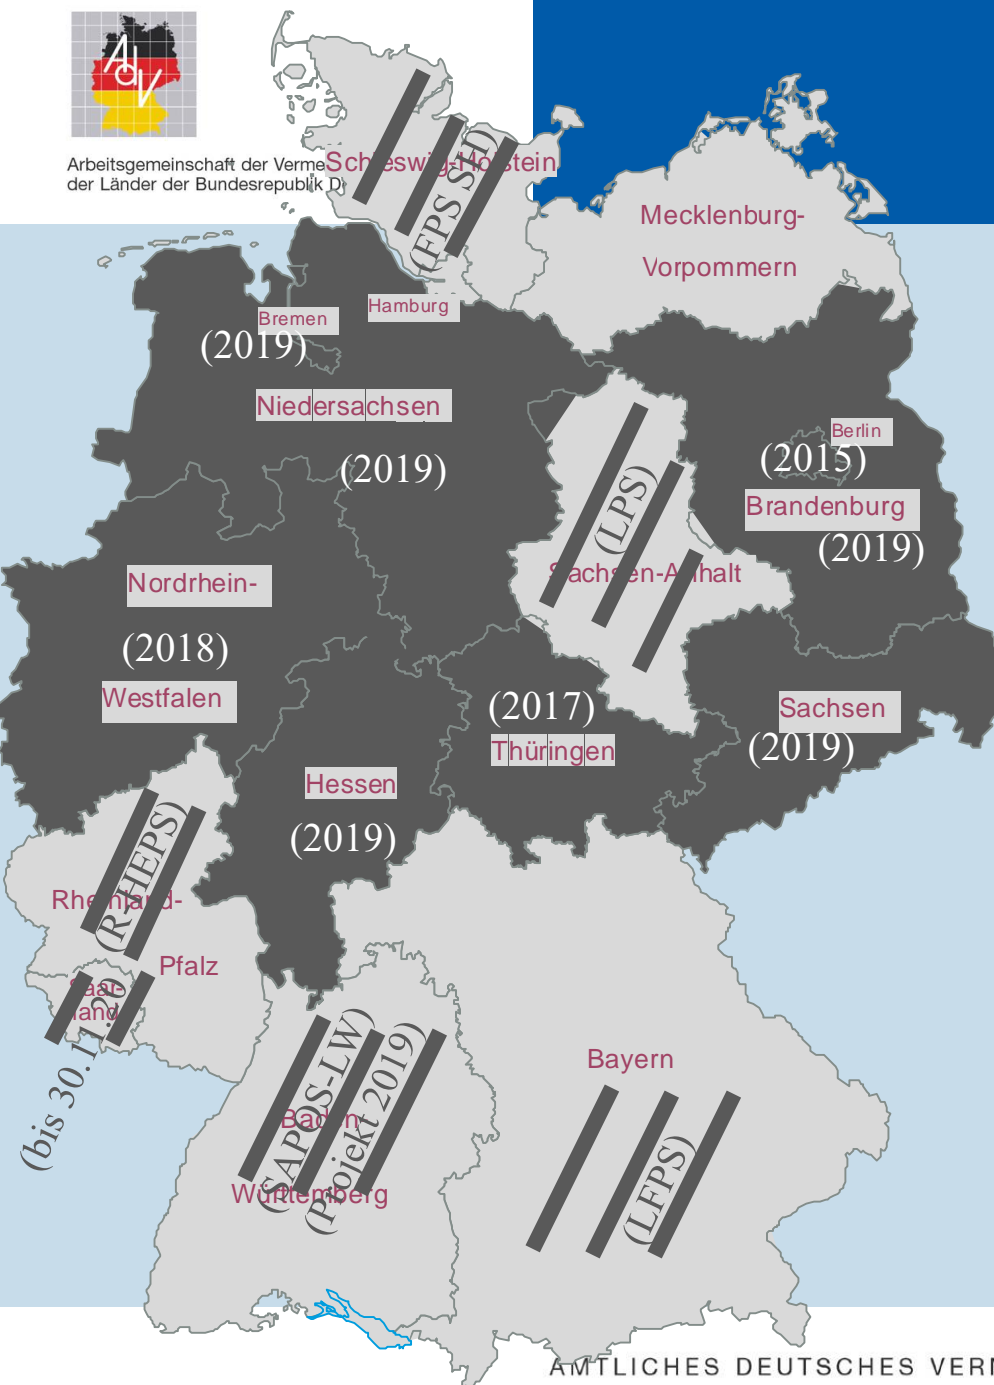 AdV
Arbeitsgemeinschaft der Verme
der Länder der Bundesrepublik D
Schleswig-Holstein
(FPS SH)
Mecklenburg-
Vorpommern
Hamburg
Bremen
(2019)
Niedersachsen
(2019)
Berlin
(2015)
Brandenburg
(2019)
(LPS)
Sachsen-Anhalt
Nordrhein-
(2018)
Westfalen
(2017)
Thüringen
Sachsen
(2019)
Hessen
(2019)
(R-HEPS)
Rheinland-
Pfalz
Saar-
land
(bis 30.11.20
(SAPOS-LW)
(Projekt 2019)
Baden-
Württemberg
Bayern
(LFPS)
AMTLICHES DEUTSCHES VER